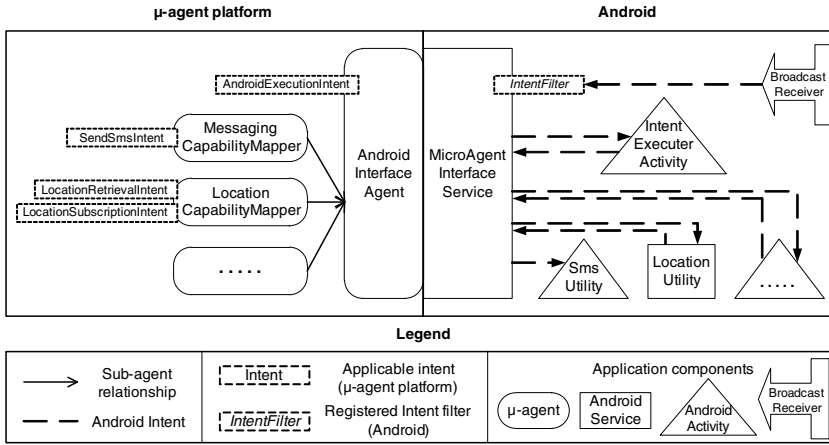 µ-agent platform
Android
AndroidExecutionIntent
IntentFilter
Broadcast
Receiver
SendSmsIntent
Messaging
CapabilityMapper
Intent
Executer
Activity
Android
Interface
Agent
MicroAgent
Interface
Service
LocationRetrievalIntent
LocationSubscriptionIntent
Location
CapabilityMapper
.....
Sms
Utility
Location
Utility
.....
Legend
Sub-agent
relationship
Android Intent
Intent
Applicable intent
(µ-agent platform)
IntentFilter
Registered Intent filter
(Android)
Application components
µ-agent
Android
Service
Android
Activity
Broadcast
Receiver